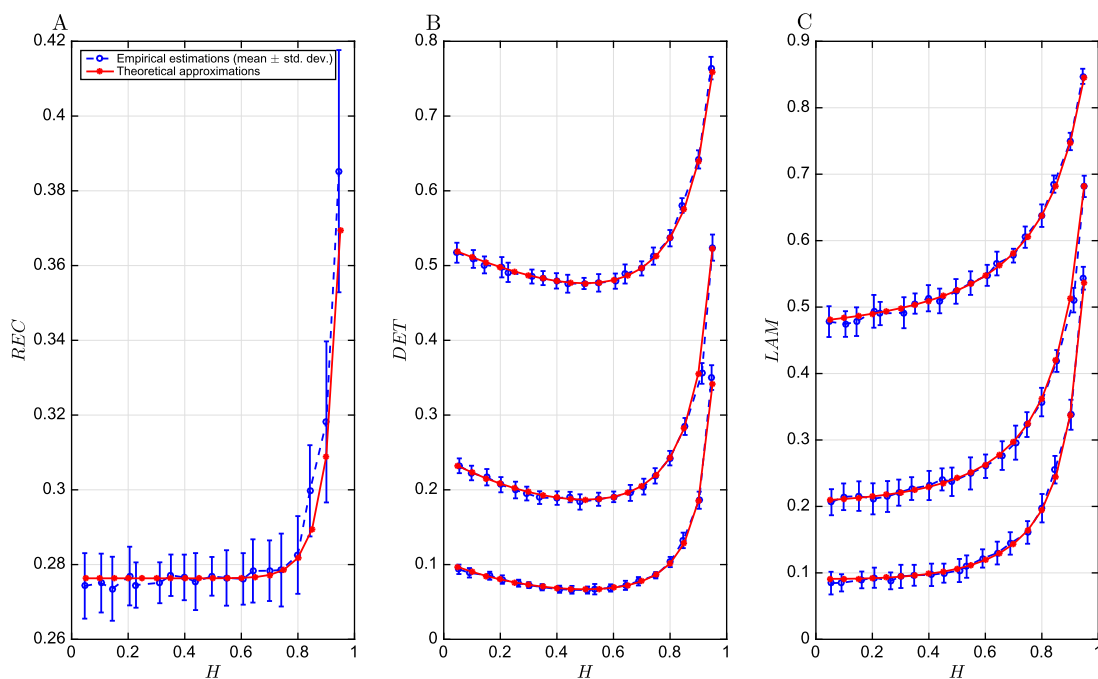 A
0.42
0.4
0.38
0.36
0.34
0.32
0.3
0.28
0.26
REC
Empirical estimations (mean ± std. dev.)
Theoretical approximations
0 0.2 0.4 0.6 0.8 1
H
B
0.8
0.7
0.6
0.5
0.4
0.3
0.2
0.1
0
DET
0 0.2 0.4 0.6 0.8 1
H
C
0.9
0.8
0.7
0.6
0.5
0.4
0.3
0.2
0.1
0
LAM
0 0.2 0.4 0.6 0.8 1
H